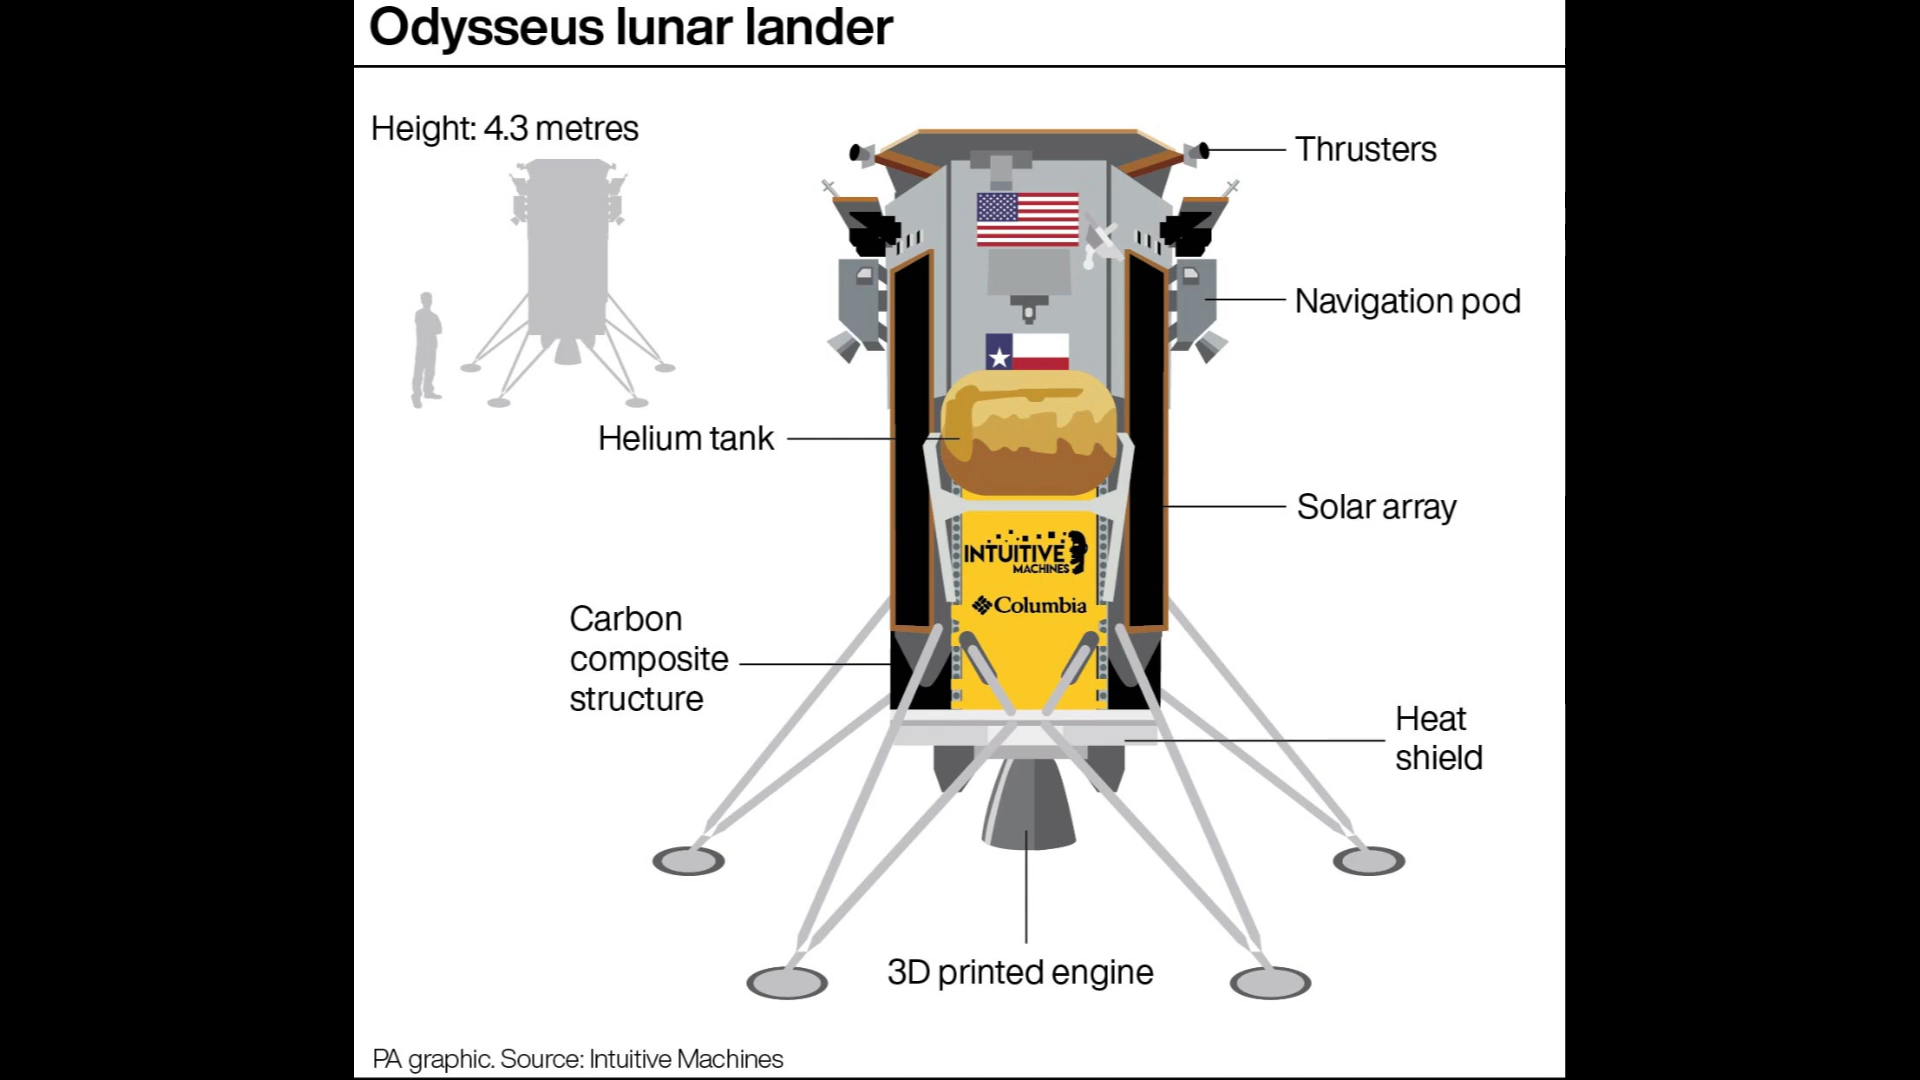 Odysseus lunar lander
Height: 4.3 metres
Thrusters
Navigation pod
Helium tank
Solar array
INTUITIVE
MACHINES
Columbia
Carbon
composite
structure
Heat
shield
3D printed engine
PA graphic. Source: Intuitive Machines